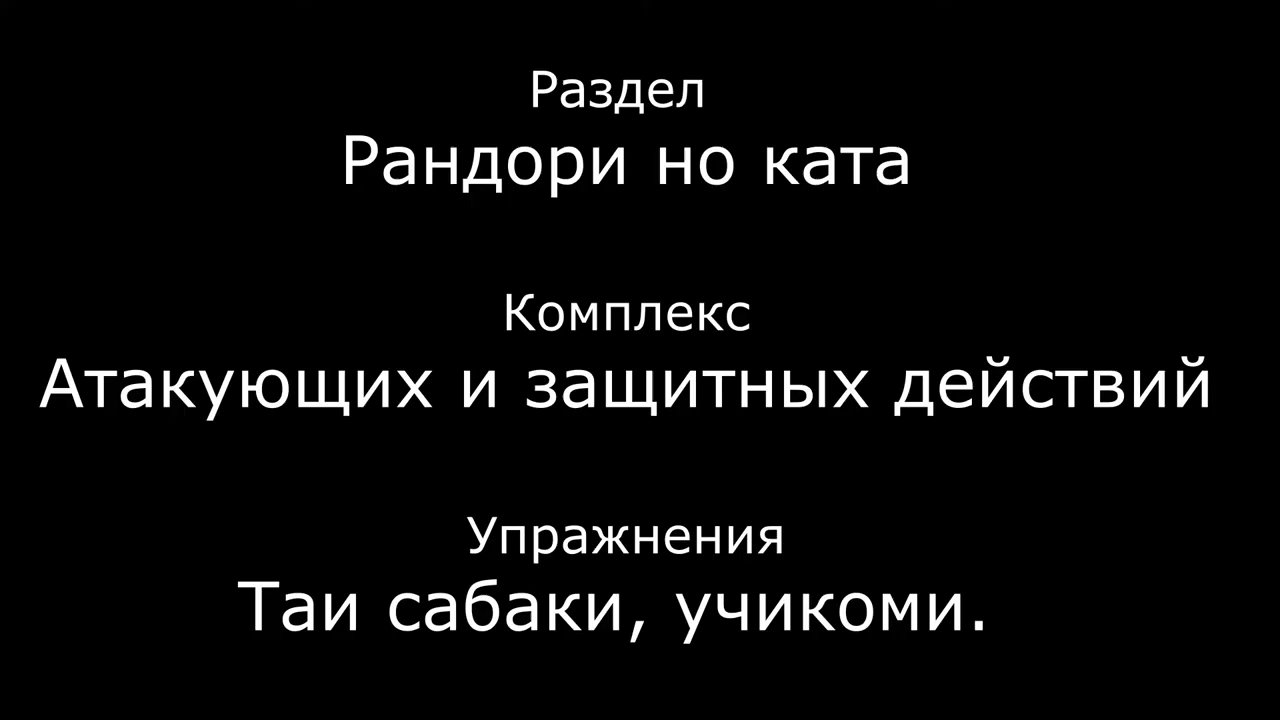 Раздел
Рандори но ката
Комплекс
Атакующих и защитных действий
Упражнения
Таи сабаки, учикоми.